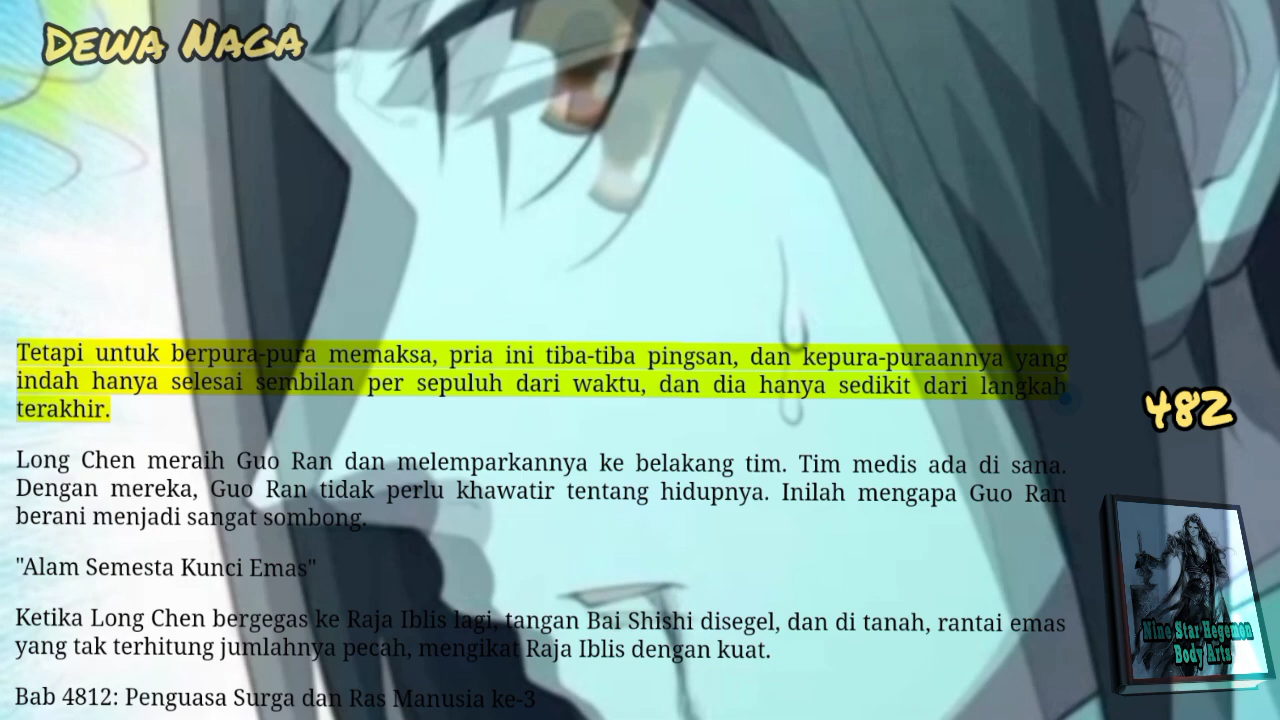 Dewa Naga
Tetapi untuk berpura-pura memaksa, pria ini tiba-tiba pingsan, dan kepura-puraannya yang
indah hanya selesai sembilan per sepuluh dari waktu, dan dia hanya sedikit dari langkah
terakhir.
482
Long Chen meraih Guo Ran dan melemparkannya ke belakang tim. Tim medis ada di sana.
Dengan mereka, Guo Ran tidak perlu khawatir tentang hidupnya. Inilah mengapa Guo Ran
berani menjadi sangat sombong.
"Alam Semesta Kunci Emas"
Ketika Long Chen bergegas ke Raja Iblis lagi, tangan Bai Shishi disegel, dan di tanah, rantai emas
yang tak terhitung jumlahnya pecah, mengikat Raja Iblis dengan kuat.
Nine Star Hegemon
Body Arts
Bab 4812: Penguasa Surga dan Ras Manusia ke-3